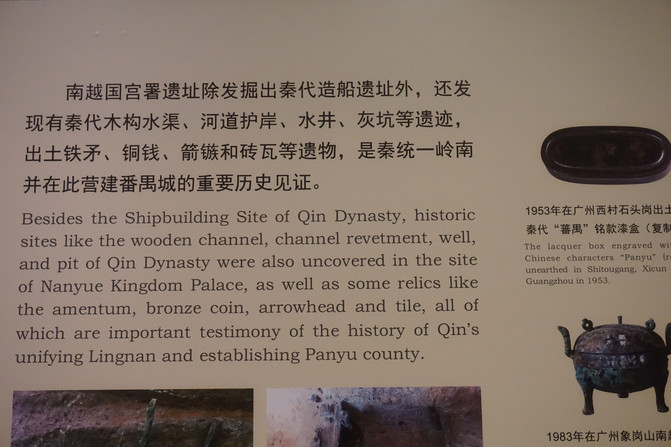 南越国宫署遗址除发掘出秦代造船遗址外，还发
现有秦代木构水渠、河道护岸、水井、灰坑等遗迹，
出土铁矛、铜钱、箭镞和砖瓦等遗物，是秦统一岭南
并在此营建番禺城的重要历史见证。
Besides the Shipbuilding Site of Qin Dynasty, historic
sites like the wooden channel, channel revetment, well,
and pit of Qin Dynasty were also uncovered in the site
of Nanyue Kingdom Palace, as well as some relics like
the amentum, bronze coin, arrowhead and tile, all of
which are important testimony of the history of Qin's
unifying Lingnan and establishing Panyu county.
1953年在广州西村石头岗出土
秦代“蕃禺”铭款漆盒（复制
The lacquer box engraved wi
Chinese characters “Panyu” (r
unearthed in Shitougang, Xicun
Guangzhou in 1953.
1983年在广州象岗山南